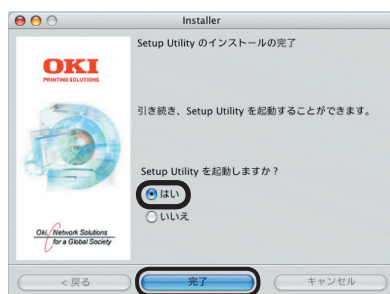 Installer
Setup Utility のインストールの完了
OKI
PRINTING SOLUTIONS
引き続き、Setup Utility を起動することができます。
Setup Utility を起動しますか？
はい
いいえ
Oki, Network Solutions
for a Global Society
< 戻る
完了
キャンセル